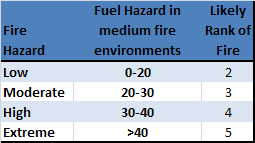 Fire Hazard Fuel Hazard in medium fire environments Likely Rank of Fire
Low 0-20 2
Moderate 20-30 3
High 30-40 4
Extreme >40 5